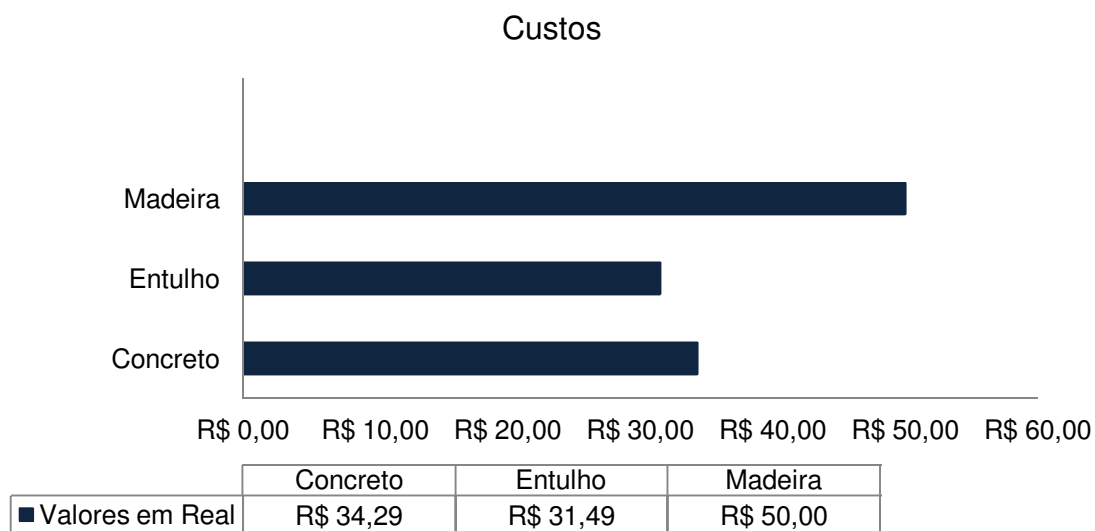 Custos
Madeira
Entulho
Concreto
R$ 0,00 R$ 10,00 R$ 20,00 R$ 30,00 R$ 40,00 R$ 50,00 R$ 60,00
Concreto Entulho Madeira
Valores em Real R$ 34,29 R$ 31,49 R$ 50,00